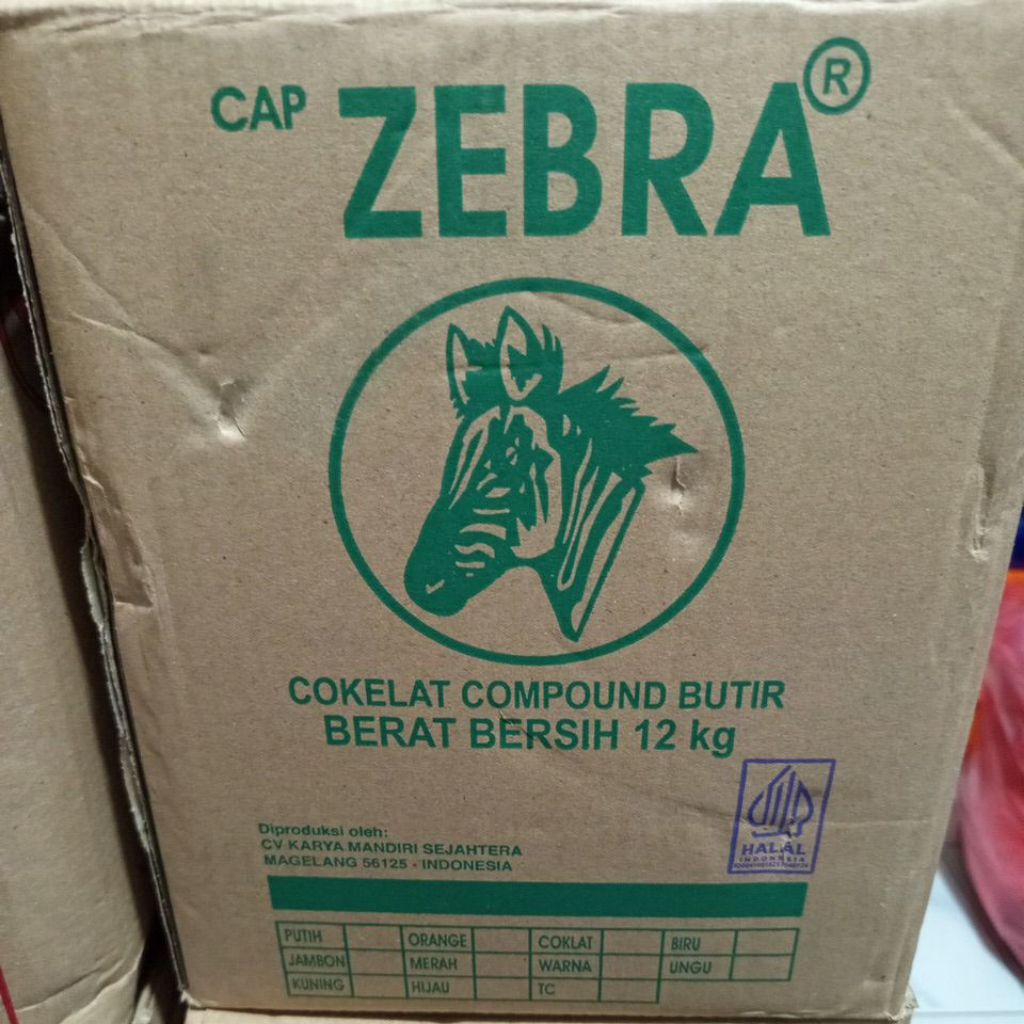 CAP ZEBRA ®
COKELAT COMPOUND BUTIR
BERAT BERSIH 12 kg
HALAL
INDONESIA
Diproduksi oleh:
CV KARYA MANDIRI SEJAHTERA
MAGELANG 56125 - INDONESIA
PUTIH ORANGE COKLAT BIRU
JAMBON MERAH WARNA UNGU
KUNING HIJAU TC